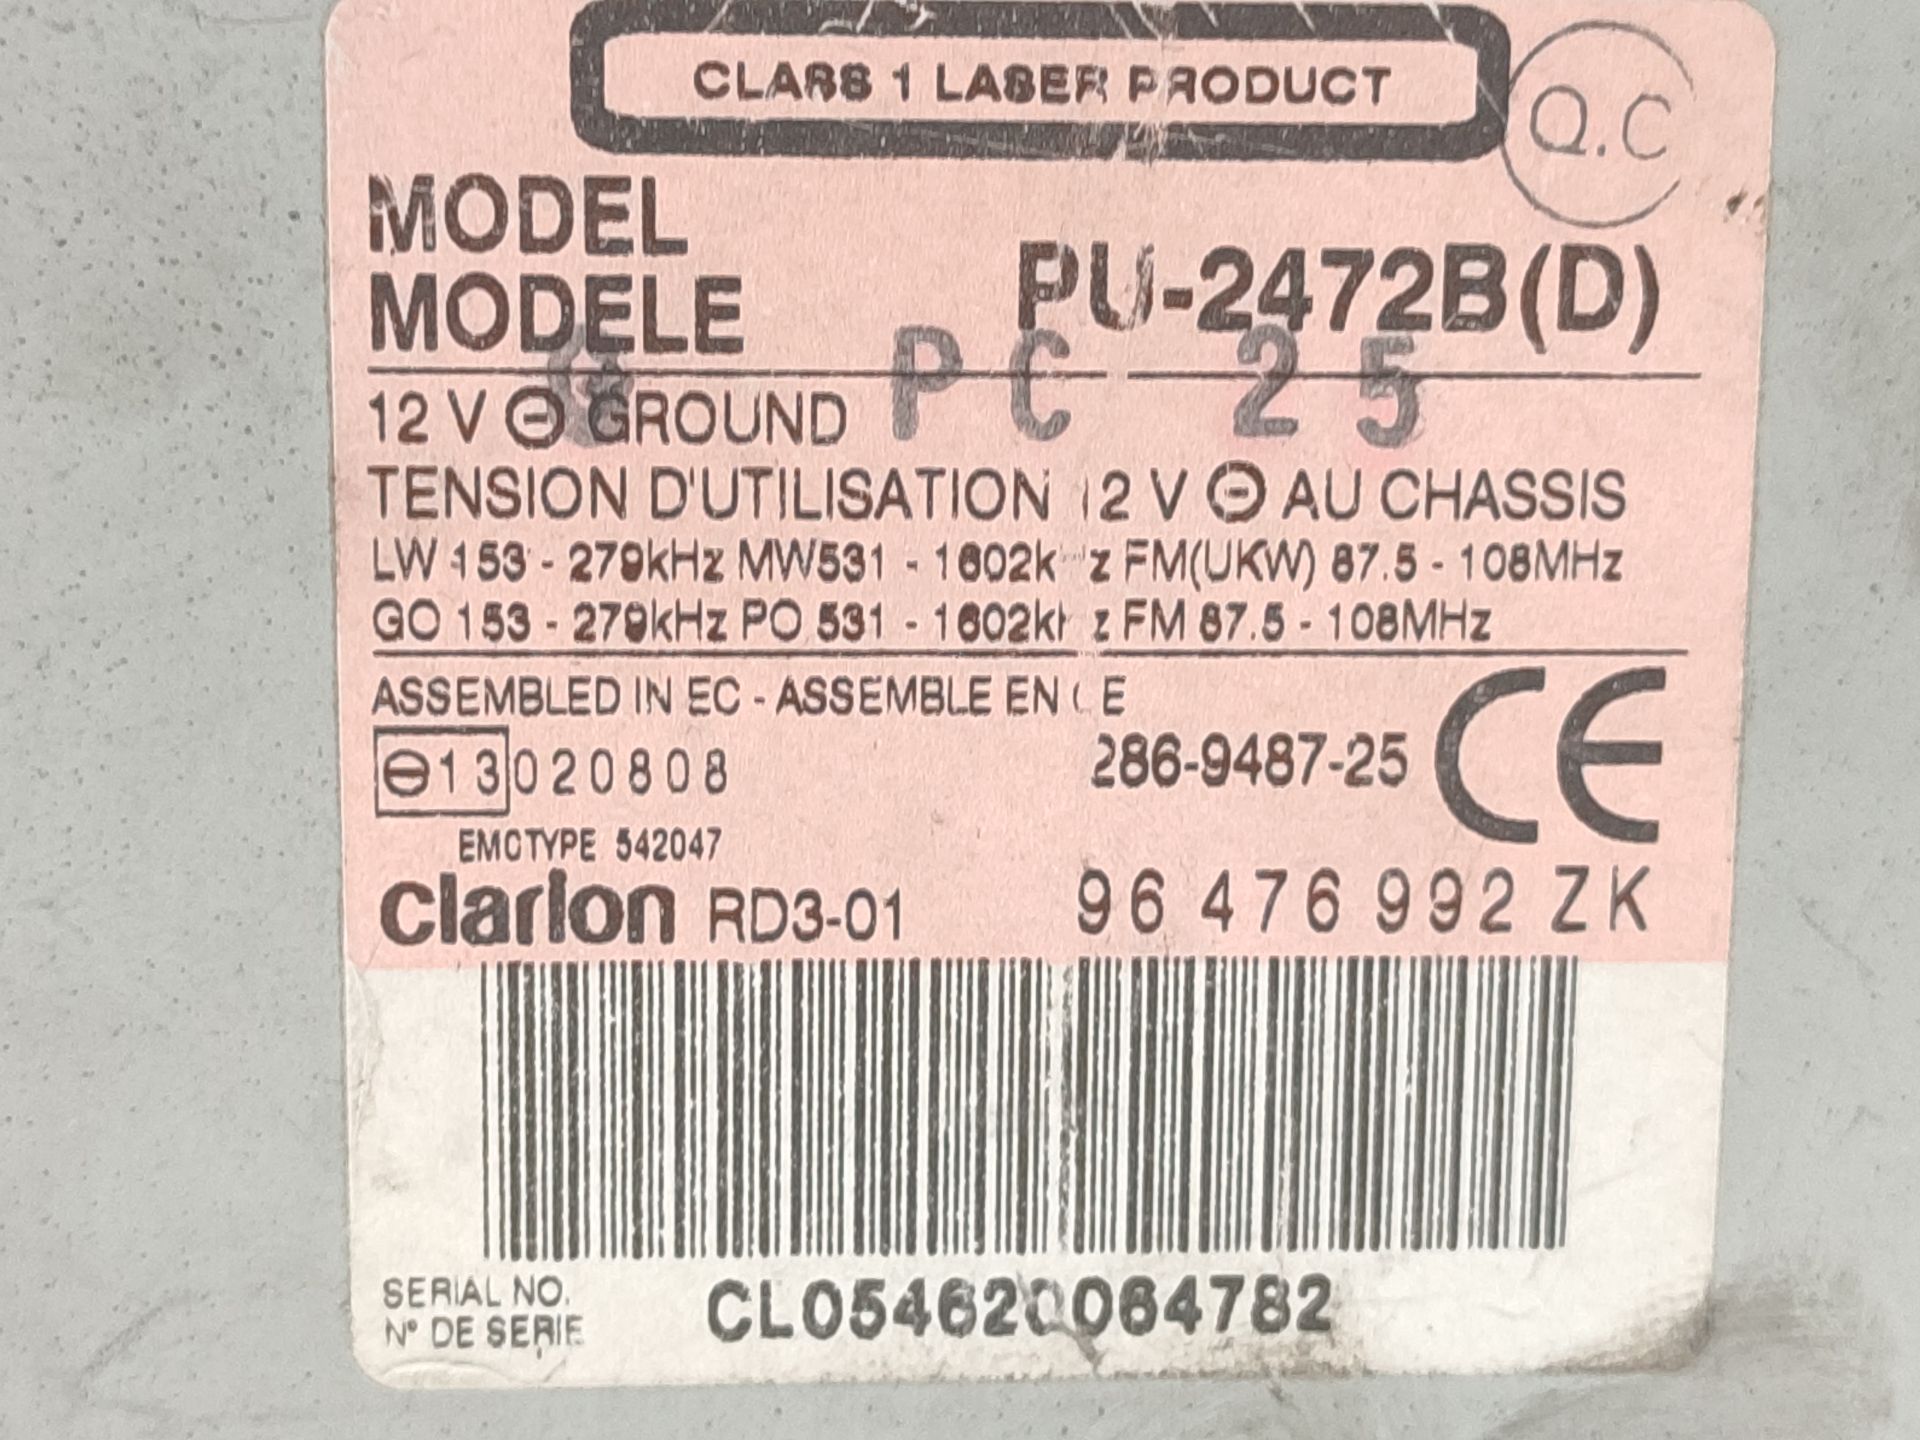 CLASS 1 LASER PRODUCT
Q.C
MODEL
MODELE
PU-2472B(D)
PC 25
12 V ⊖ GROUND
TENSION D'UTILISATION 12 V ⊖ AU CHASSIS
LW 153 - 279kHz MW531 - 1602kHz FM(UKW) 87.5 - 108MHz
GO 153 - 279kHz PO 531 - 1602kHz FM 87.5 - 108MHz
ASSEMBLED IN EC - ASSEMBLE EN CE
⊖13 020808
286-9487-25
CE
EMCTYPE 542047
clarion RD3-01
96 476 992 ZK
SERIAL NO.
N° DE SERIE
CL054620064782